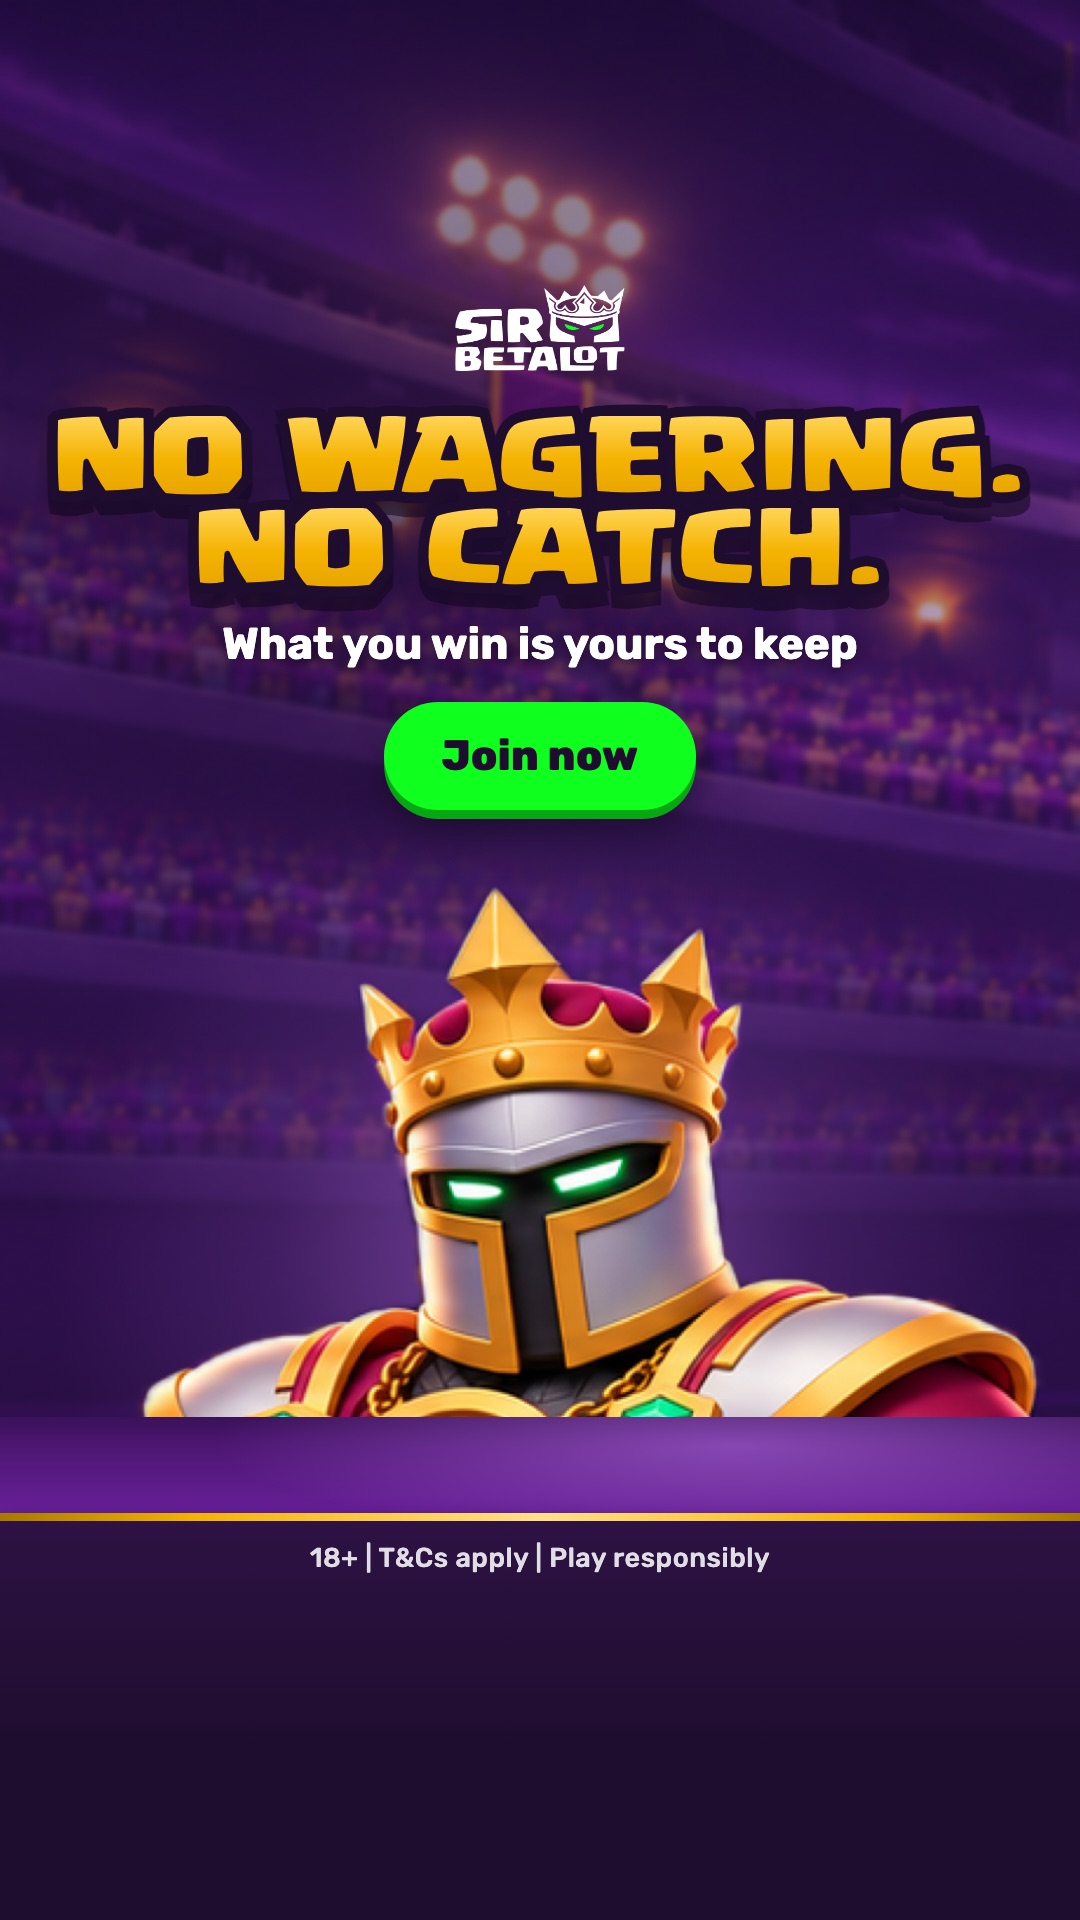 SIR
BETALOT
NO WAGERING.
NO CATCH.
What you win is yours to keep
Join now
18+ | T&Cs apply | Play responsibly